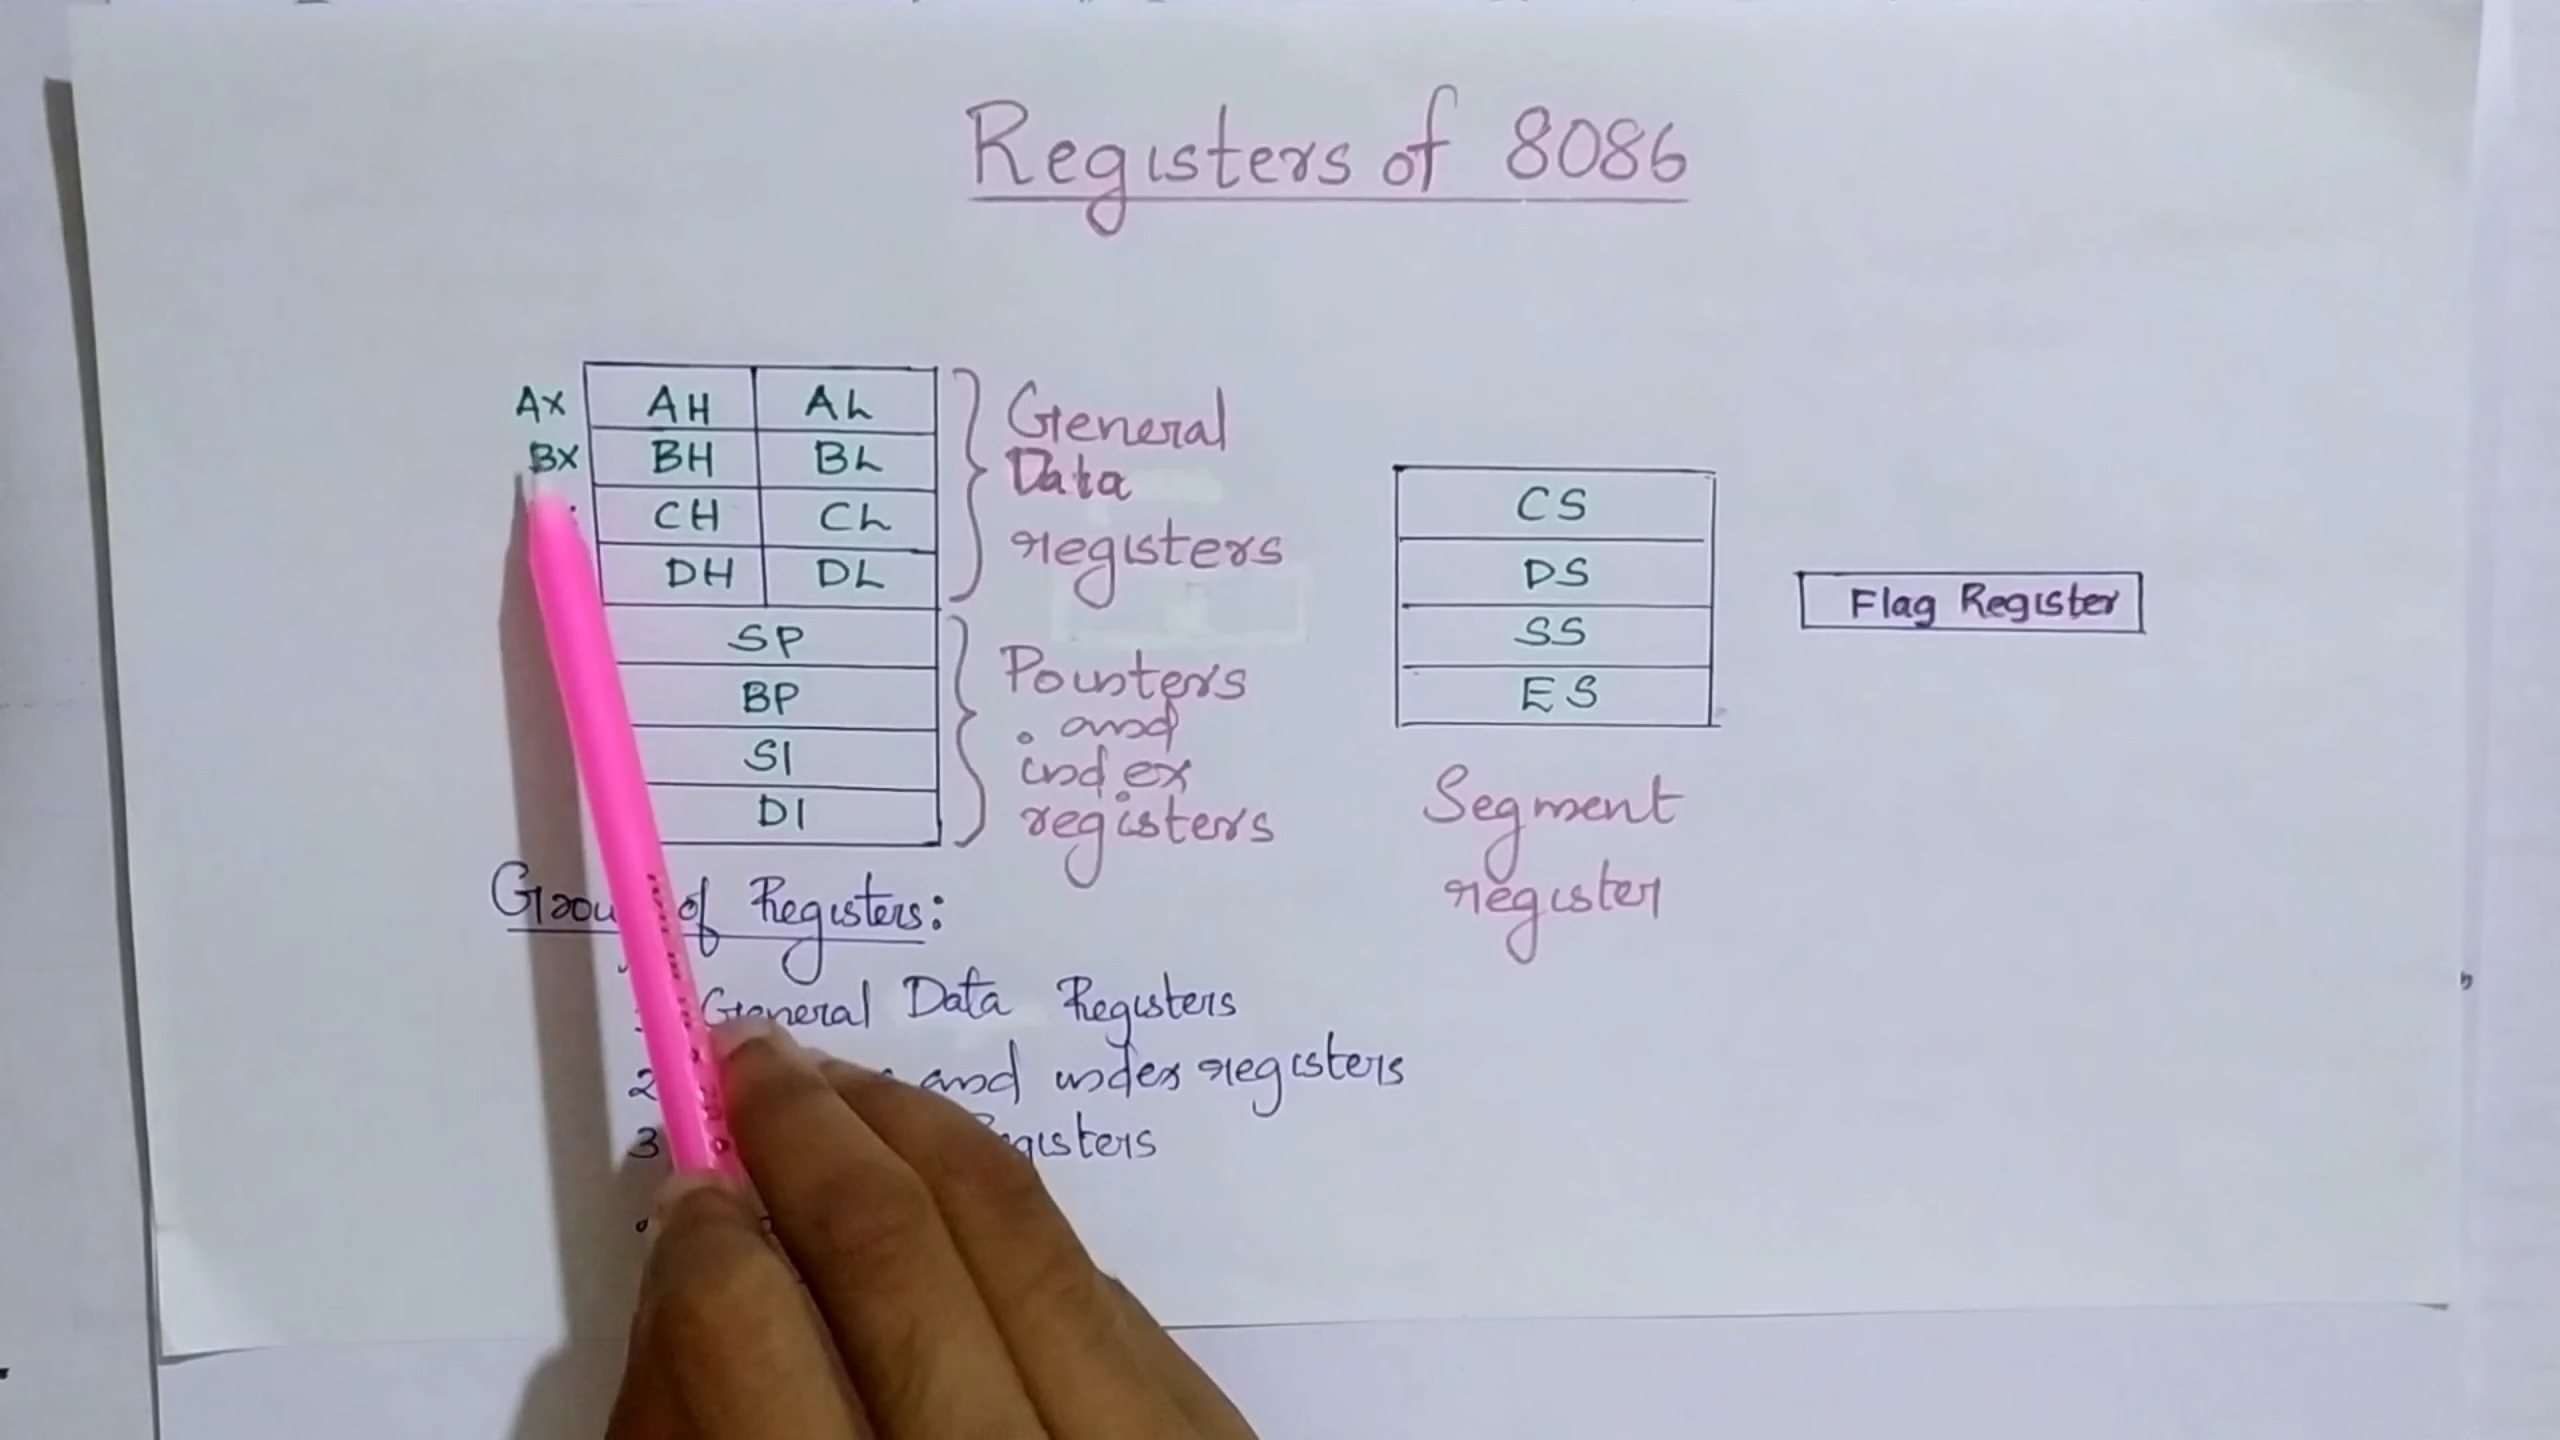 Registers of 8086
AX AH AL
BX BH BL
CH CL
DH DL
General
Data
registers
SP
BP
SI
DI
Pointers
and
index
registers
CS
DS
SS
ES
Segment
register
Flag Register
of Registers:
General Data Registers
2 and index registers
3